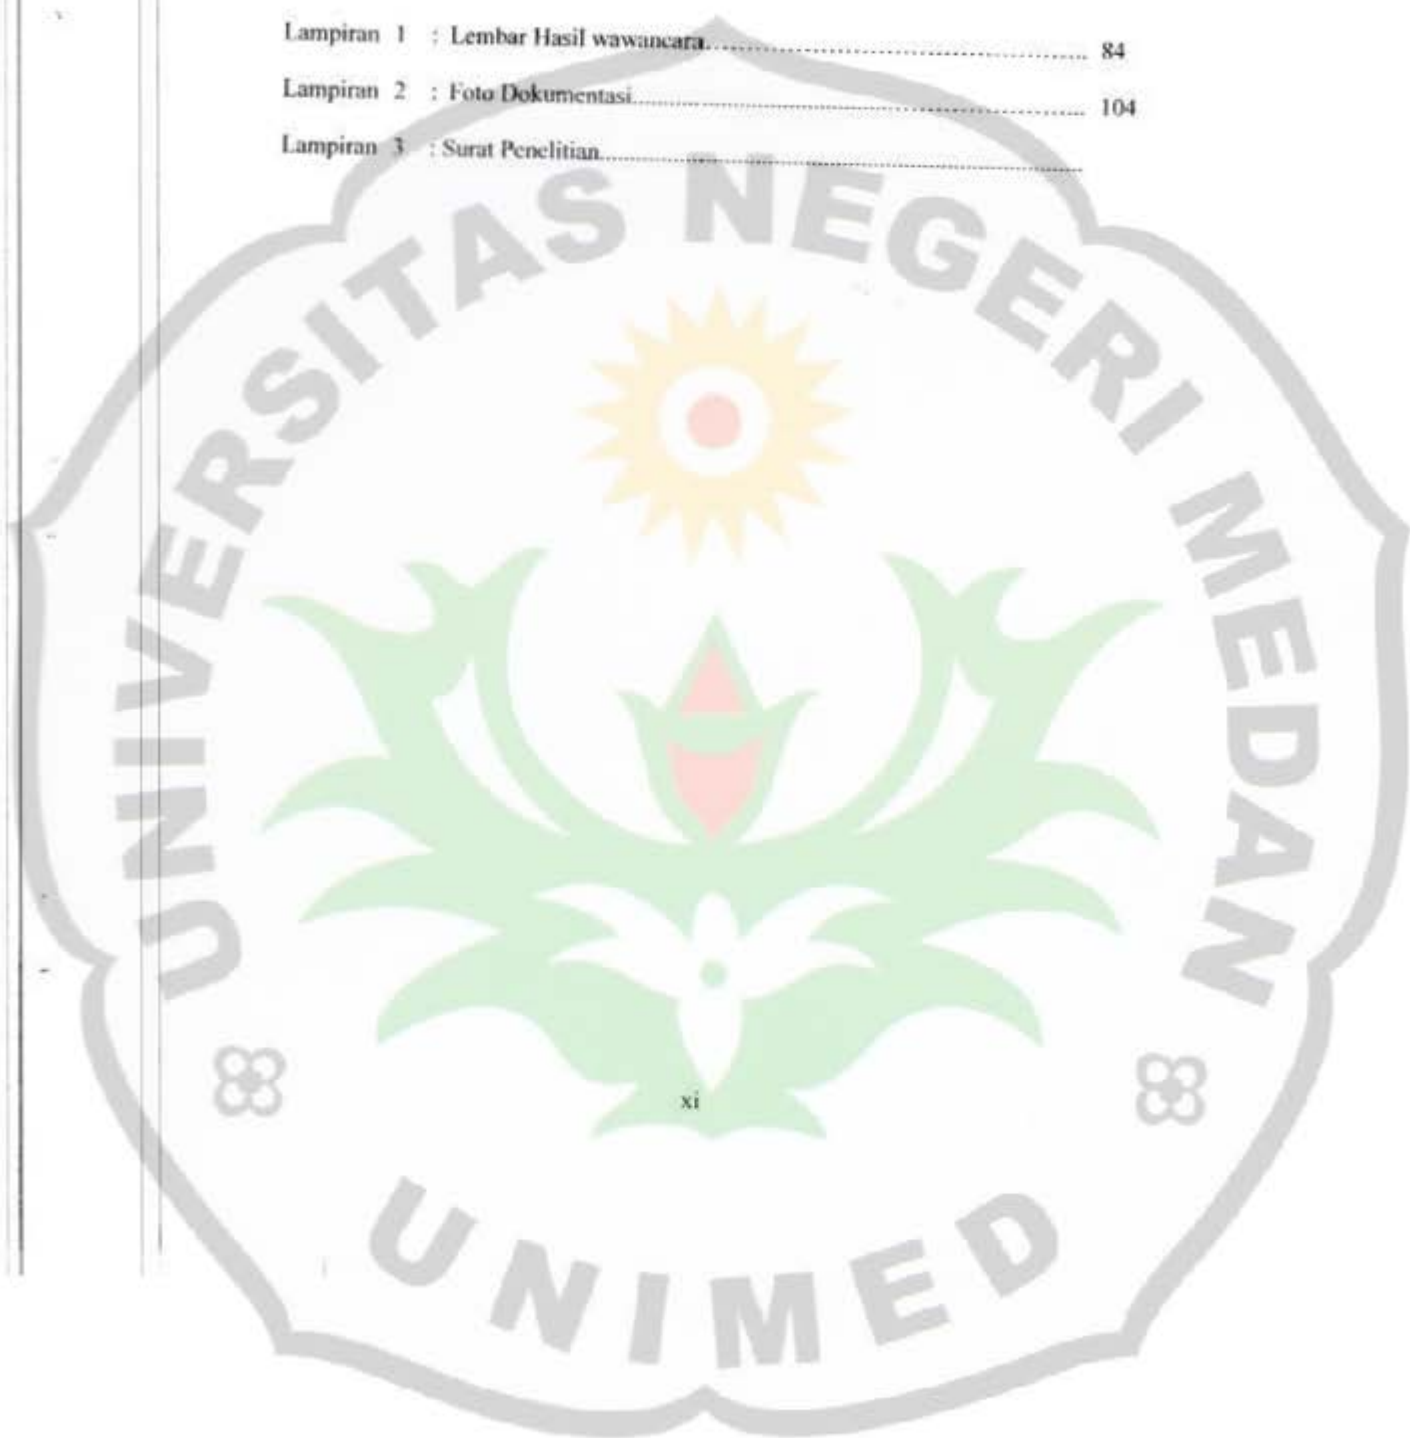 Lampiran 1 : Lembar Hasil wawancara........................................................ 84
Lampiran 2 : Foto Dokumentasi.................................................................... 104
Lampiran 3 : Surat Penelitian.........................................................................
UNIVERSITAS NEGERI MEDAN
xi
UNIMED